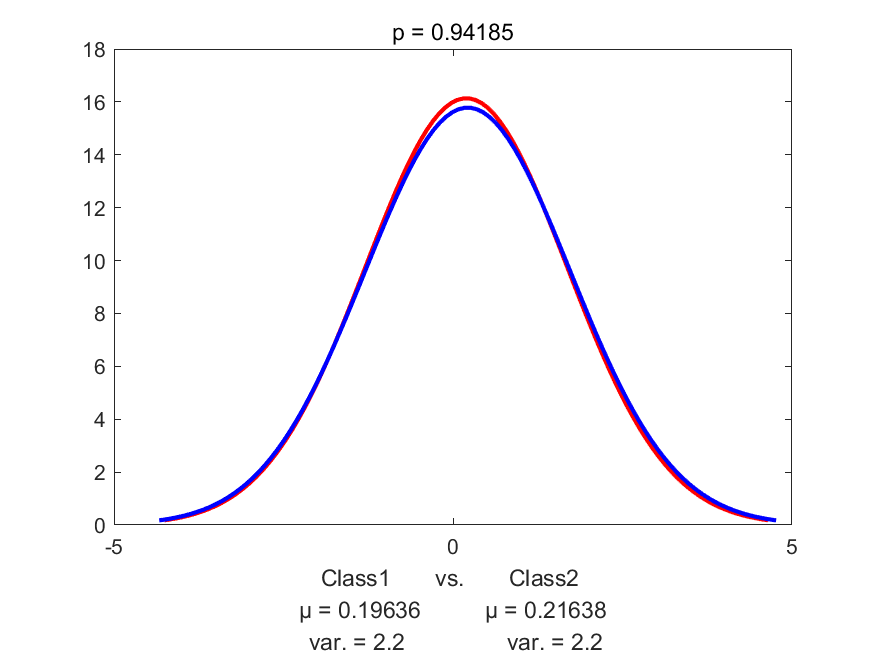 p = 0.94185
18
16
14
12
10
8
6
4
2
0
-5 0 5
Class1 vs. Class2
μ = 0.19636 μ = 0.21638
var. = 2.2 var. = 2.2